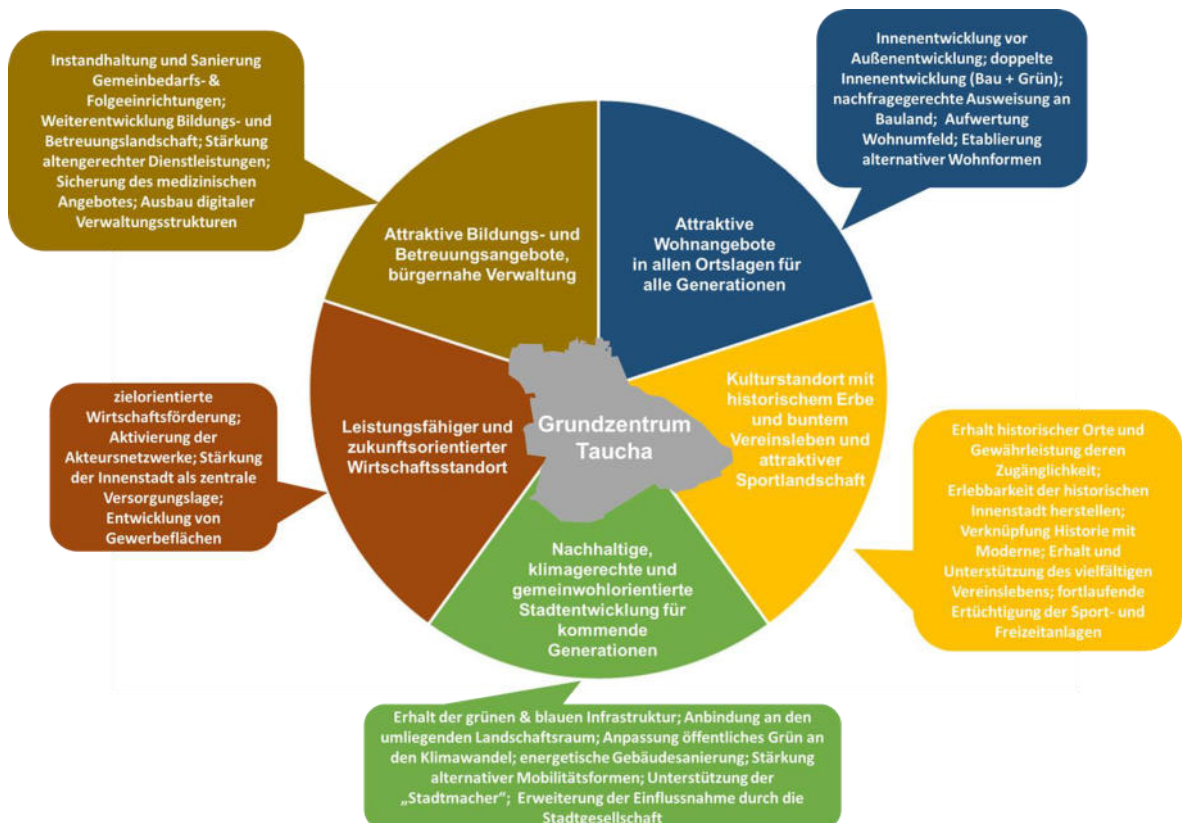 Instandhaltung und Sanierung
Gemeinbedarfs- &
Folgeeinrichtungen;
Weiterentwicklung Bildungs- und
Betreuungslandschaft; Stärkung
altengerechter Dienstleistungen;
Sicherung des medizinischen
Angebotes; Ausbau digitaler
Verwaltungsstrukturen
Innenentwicklung vor
Außenentwicklung; doppelte
Innenentwicklung (Bau + Grün);
nachfragegerechte Ausweisung an
Bauland; Aufwertung
Wohnumfeld; Etablierung
alternativer Wohnformen
Attraktive Bildungs- und
Betreuungsangebote,
bürgernahe Verwaltung
Attraktive
Wohnangebote
in allen Ortslagen für
alle Generationen
zielorientierte
Wirtschaftsförderung;
Aktivierung der
Akteursnetzwerke; Stärkung
der Innenstadt als zentrale
Versorgungslage;
Entwicklung von
Gewerbeflächen
Leistungsfähiger und
zukunftsorientierter
Wirtschaftsstandort
Grundzentrum
Taucha
Kulturstandort mit
historischem Erbe
und buntem
Vereinsleben und
attraktiver
Sportlandschaft
Erhalt historischer Orte und
Gewährleistung deren
Zugänglichkeit;
Erlebbarkeit der historischen
Innenstadt herstellen;
Verknüpfung Historie mit
Moderne; Erhalt und
Unterstützung des vielfältigen
Vereinslebens; fortlaufende
Ertüchtigung der Sport- und
Freizeitanlagen
Nachhaltige,
klimagerechte und
gemeinwohlorientierte
Stadtentwicklung für
kommende
Generationen
Erhalt der grünen & blauen Infrastruktur; Anbindung an den
umliegenden Landschaftsraum; Anpassung öffentliches Grün an
den Klimawandel; energetische Gebäudesanierung; Stärkung
alternativer Mobilitätsformen; Unterstützung der
„Stadtmacher“; Erweiterung der Einflussnahme durch die
Stadtgesellschaft